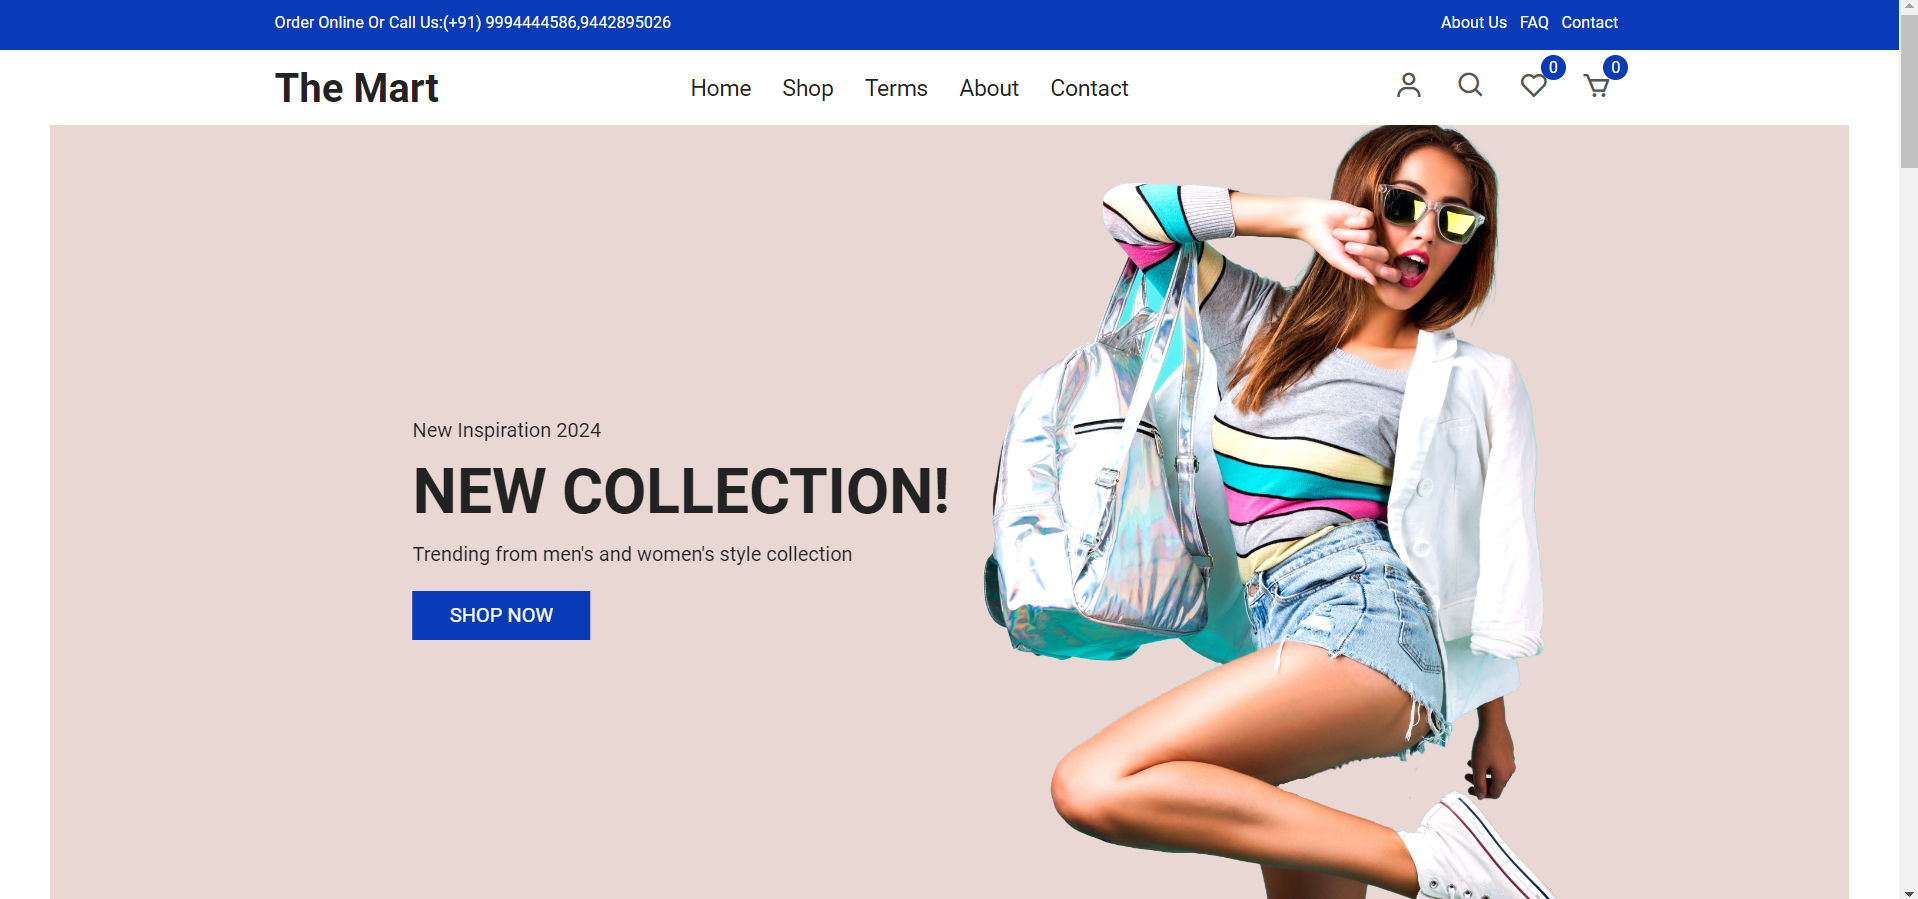 Order Online Or Call Us:(+91) 9994444586,9442895026
About Us FAQ Contact
The Mart
Home Shop Terms About Contact
0 0
New Inspiration 2024
NEW COLLECTION!
Trending from men's and women's style collection
SHOP NOW